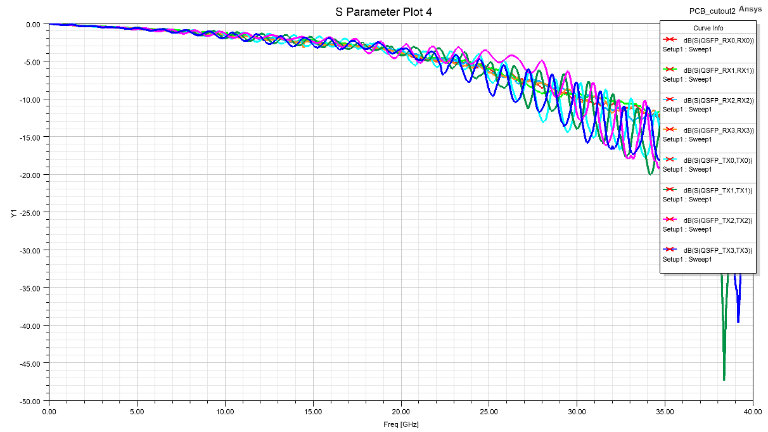 S Parameter Plot 4
PCB_cutout2 Ansys
Curve Info
dB(S(QSFP_RX0,RX0))
Setup1 : Sweep1
dB(S(QSFP_RX1,RX1))
Setup1 : Sweep1
dB(S(QSFP_RX2,RX2))
Setup1 : Sweep1
dB(S(QSFP_RX3,RX3))
Setup1 : Sweep1
dB(S(QSFP_TX0,TX0))
Setup1 : Sweep1
dB(S(QSFP_TX1,TX1))
Setup1 : Sweep1
dB(S(QSFP_TX2,TX2))
Setup1 : Sweep1
dB(S(QSFP_TX3,TX3))
Setup1 : Sweep1
Y1
0.00
-5.00
-10.00
-15.00
-20.00
-25.00
-30.00
-35.00
-40.00
-45.00
-50.00
0.00 5.00 10.00 15.00 20.00 25.00 30.00 35.00 40.00
Freq [GHz]